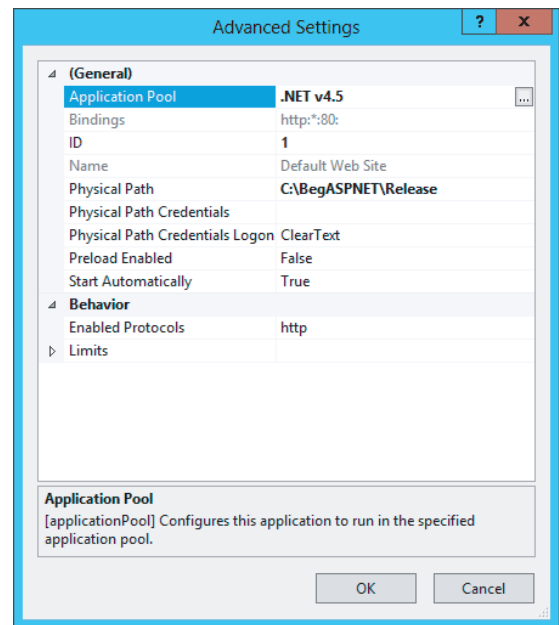 Advanced Settings
?
x
(General)
Application Pool .NET v4.5 ...
Bindings http:*:80:
ID 1
Name Default Web Site
Physical Path C:\BegASPNET\Release
Physical Path Credentials
Physical Path Credentials Logon ClearText
Preload Enabled False
Start Automatically True
Behavior
Enabled Protocols http
Limits
Application Pool
[applicationPool] Configures this application to run in the specified
application pool.
OK Cancel